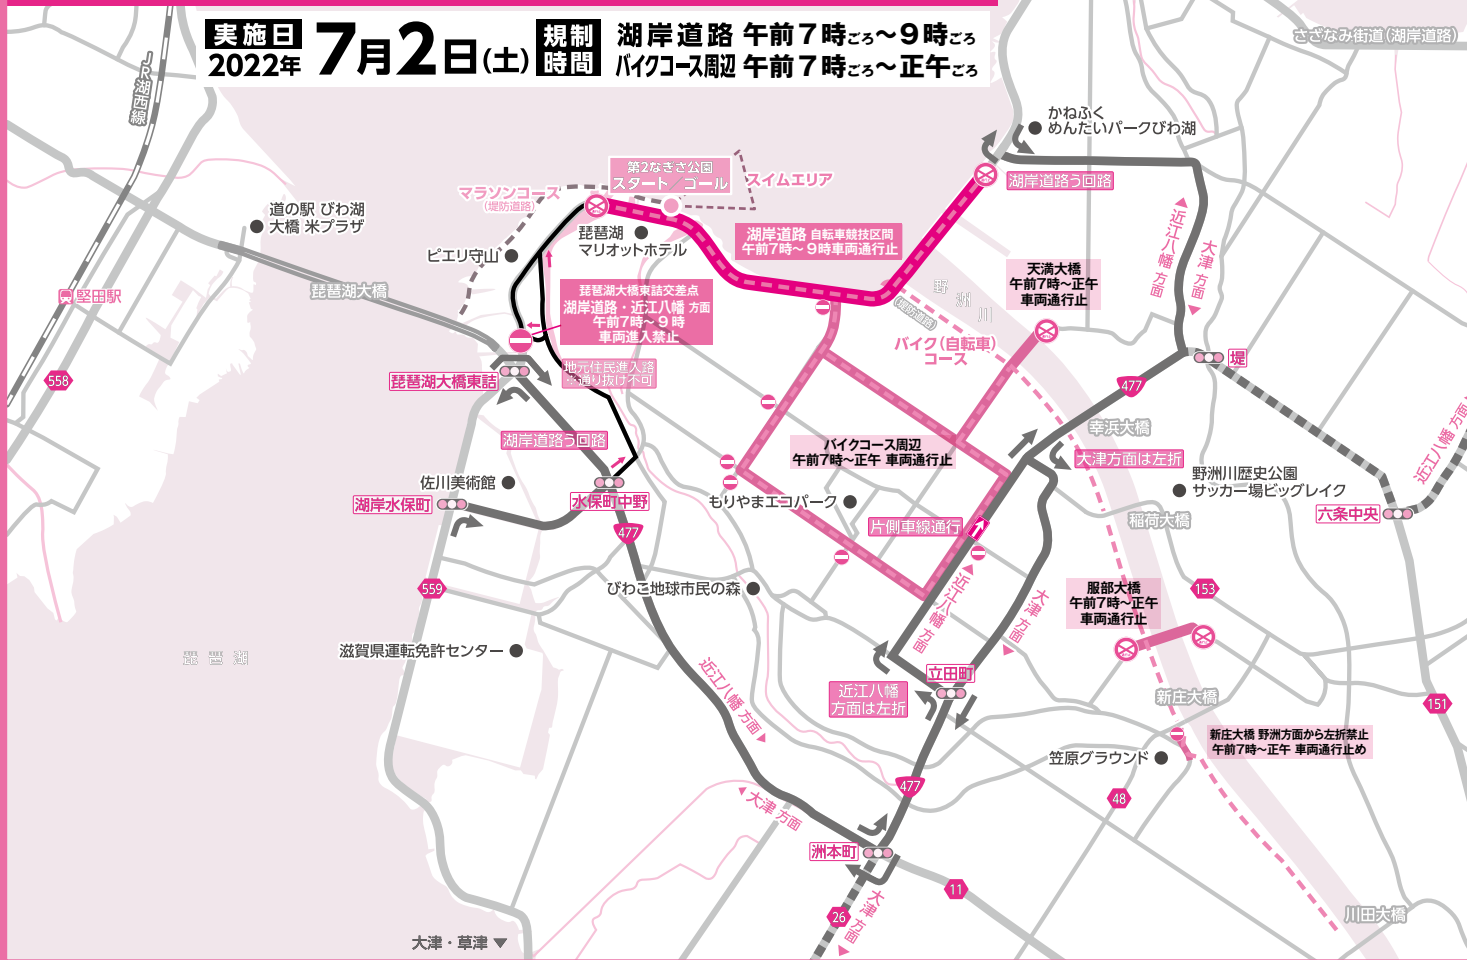 実施日
2022年
7月2日(土)
規制
時間
湖岸道路 午前7時ごろ〜9時ごろ
バイクコース周辺 午前7時ごろ〜正午ごろ
さざなみ街道(湖岸道路)
JR湖西線
かねふく
めんたいパークびわ湖
第2なぎさ公園
スタート/ゴール
スイムエリア
マラソンコース
(堤防道路)
湖岸道路う回路
道の駅 びわ湖
大橋 米プラザ
琵琶湖
マリオットホテル
湖岸道路 自転車競技区間
午前7時〜9時車両通行止
近江八幡 方面
大津 方面
ピエリ守山
天満大橋
午前7時〜正午
車両通行止
堅田駅
琵琶湖大橋
琵琶湖大橋東詰交差点
湖岸道路・近江八幡 方面
午前7時〜9時
車両進入禁止
野洲川
(堤防道路)
バイク(自転車)
コース
地元住民進入路
※通り抜け不可
堤
558
琵琶湖大橋東詰
477
近江八幡 方面
幸浜大橋
湖岸道路う回路
バイクコース周辺
午前7時〜正午 車両通行止
大津方面は左折
野洲川歴史公園
サッカー場ビッグレイク
佐川美術館
湖岸水保町
水保町中野
もりやまエコパーク
六条中央
片側車線通行
稲荷大橋
477
559
びわこ地球市民の森
近江八幡 方面
大津 方面
服部大橋
午前7時〜正午
車両通行止
153
琵琶湖
滋賀県運転免許センター
近江八幡 方面
立田町
近江八幡
方面は左折
新庄大橋
151
新庄大橋 野洲方面から左折禁止
午前7時〜正午 車両通行止め
笠原グラウンド
477
48
大津 方面
洲本町
11
26
大津 方面
川田大橋
大津・草津▼